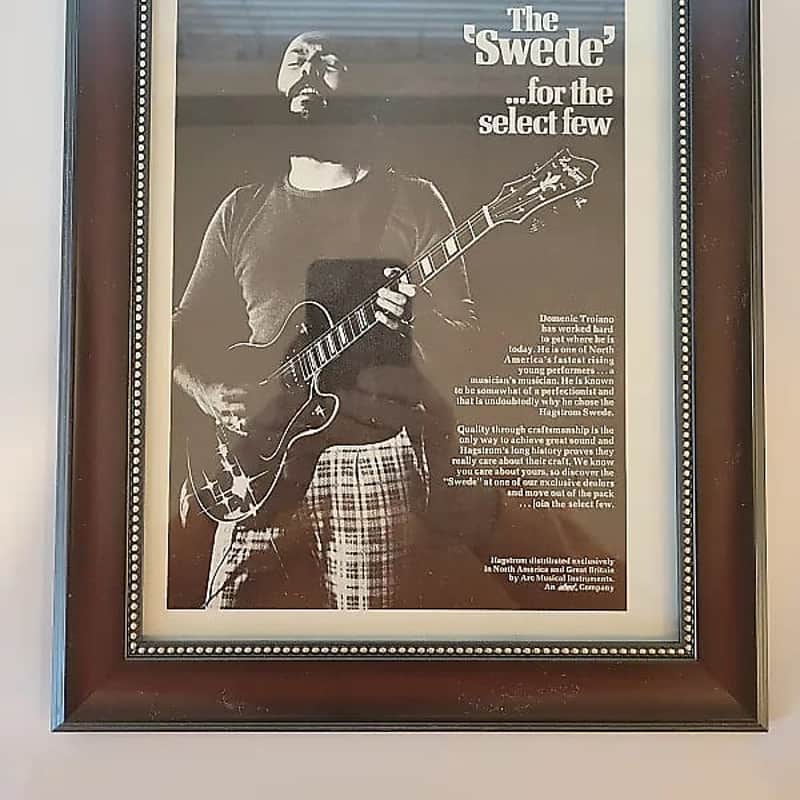 The
'Swede'
...for the
select few
Domenic Troiano
has worked hard
to get where he is
today. He is one of North
America's fastest rising
young performers . . . a
musician's musician. He is known
to be somewhat of a perfectionist and
that is undoubtedly why he chose the
Hagstrom Swede.
Quality through craftsmanship is the
only way to achieve great sound and
Hagstrom's long history proves they
really care about their craft. We know
you care about yours, so discover the
"Swede" at one of our exclusive dealers
and move out of the pack
. . . join the select few.
Hagstrom distributed exclusively
in North America and Great Britain
by Arc Musical Instruments.
An Company